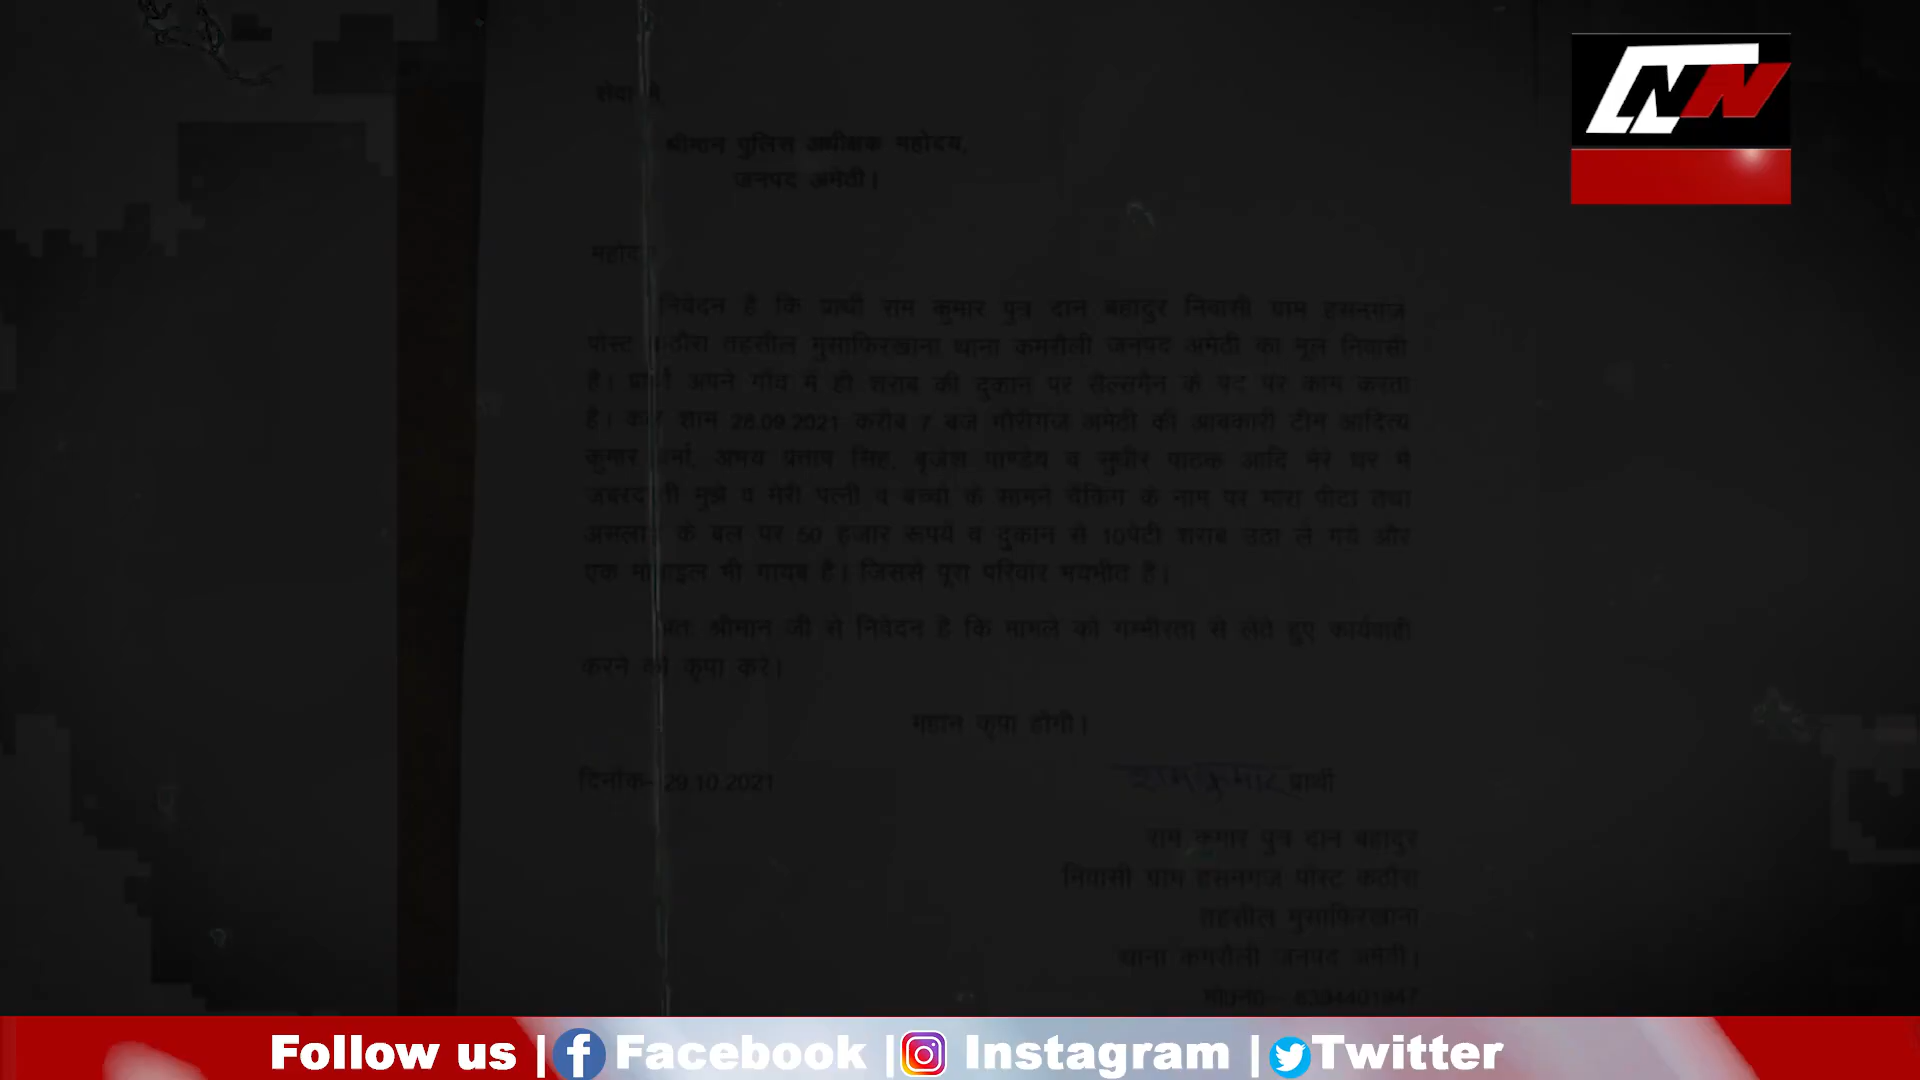 NN
सेवा में
श्रीमान पुलिस अधीक्षक महोदय,
जनपद अमेठी।
महोदय
निवेदन है कि प्रार्थी राम कुमार पुत्र दान बहादुर निवासी ग्राम हसनगंज
पोस्ट कठौरा तहसील मुसाफिरखाना थाना कमरौली जनपद अमेठी का मूल निवासी
है। प्रार्थी अपने गाँव में ही शराब की दुकान पर सेल्समैन के पद पर काम करता
है। कल शाम 28.09.2021 करीब 7 बजे गौरीगंज अमेठी की आबकारी टीम आदित्य
कुमार वर्मा, अभय प्रताप सिंह, बृजेश पाण्डेय व सुधीर पाठक आदि मेरे घर में
जबरदस्ती मुझे व मेरी पत्नी व बच्चों के सामने चैकिंग के नाम पर मारा पीटा तथा
असलाह के बल पर 50 हजार रूपये व दुकान से 10पेटी शराब उठा ले गये और
एक मोबाइल भी गायब है। जिससे पूरा परिवार भयभीत है।
अतः श्रीमान जी से निवेदन है कि मामले को गम्भीरता से लेते हुए कार्यवाही
करने की कृपा करें।
महान कृपा होगी।
दिनांक- 29.10.2021 रामकुमार प्रार्थी
राम कुमार पुत्र दान बहादुर
निवासी ग्राम हसनगंज पोस्ट कठौरा
तहसील मुसाफिरखाना
थाना कमरौली जनपद अमेठी।
मो0नं0-
Follow us | Facebook | Instagram | Twitter